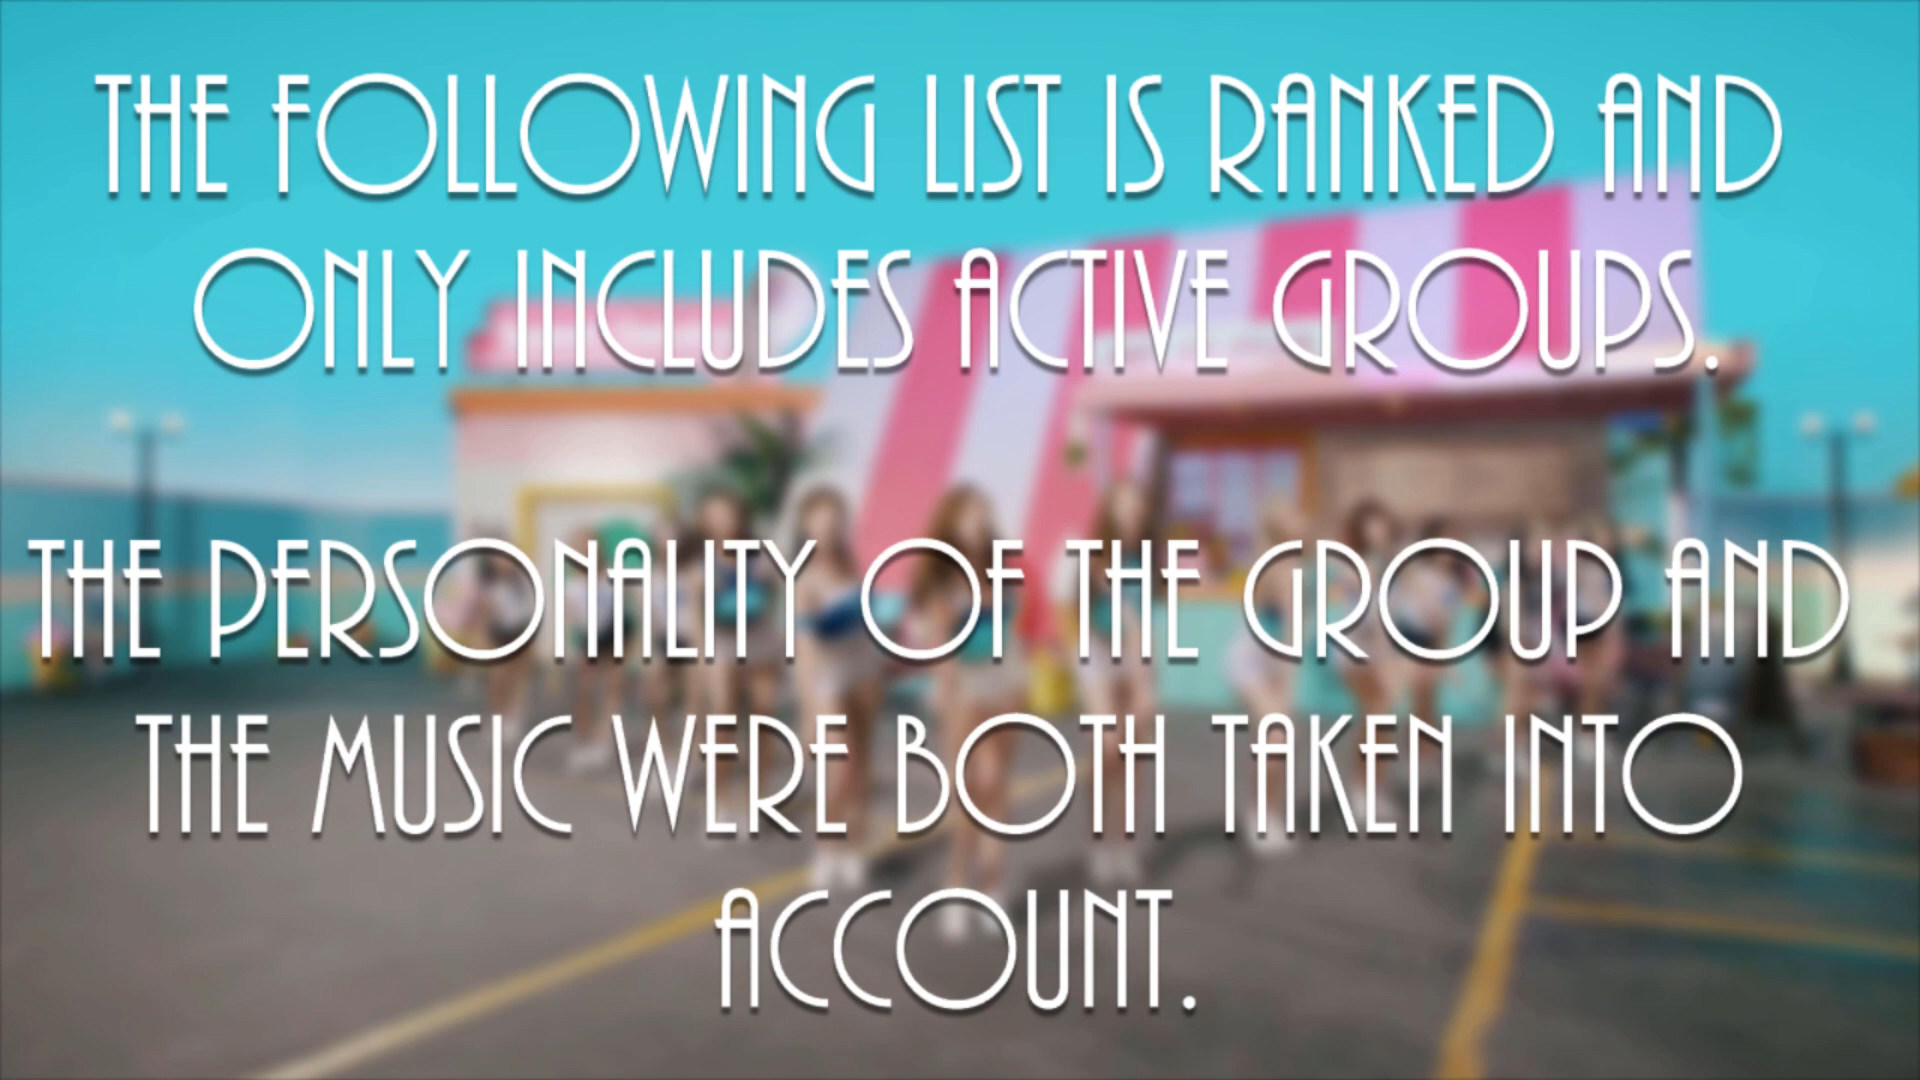 THE FOLLOWING LIST IS RANKED AND
ONLY INCLUDES ACTIVE GROUPS.
THE PERSONALITY OF THE GROUP AND
THE MUSIC WERE BOTH TAKEN INTO
ACCOUNT.